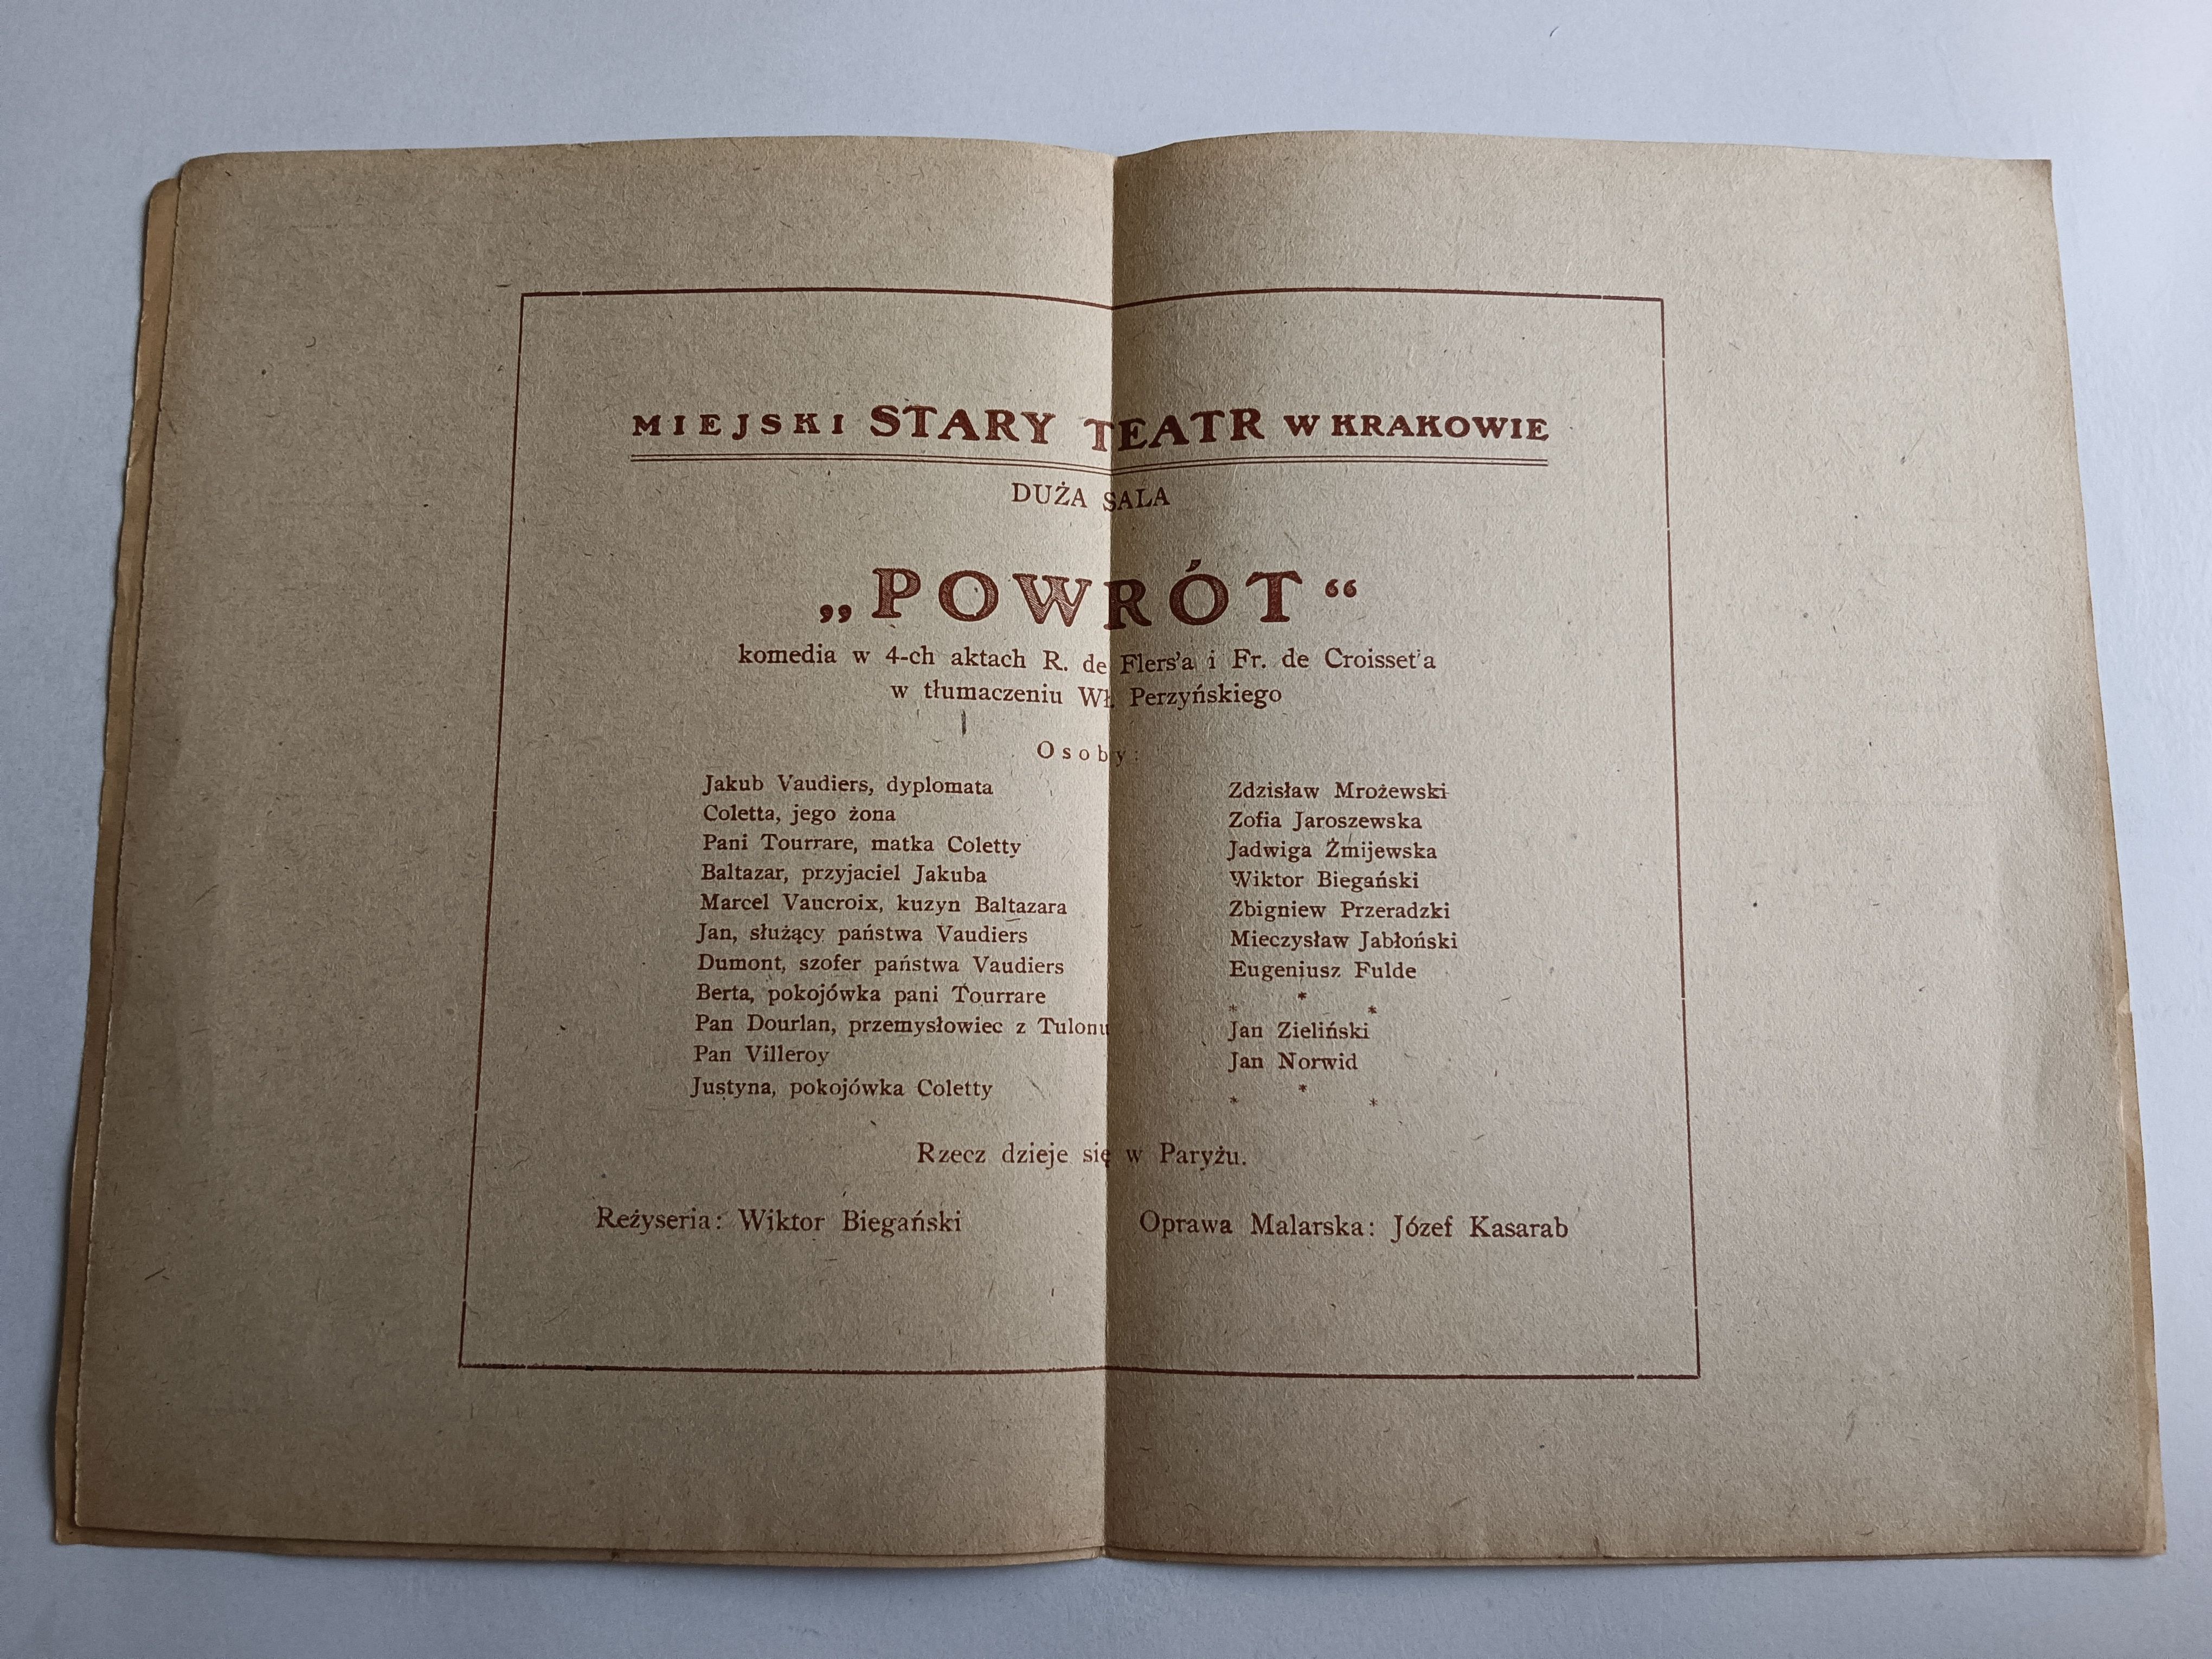 MIEJSKI STARY TEATR W KRAKOWIE
DUŻA SALA
„POWRÓT“
komedia w 4-ch aktach R. de Flers'a i Fr. de Croisset'a
w tłumaczeniu Wł. Perzyńskiego
Osoby:
Jakub Vaudiers, dyplomata Zdzisław Mrożewski
Coletta, jego żona Zofia Jaroszewska
Pani Tourrare, matka Coletty Jadwiga Żmijewska
Baltazar, przyjaciel Jakuba Wiktor Biegański
Marcel Vaucroix, kuzyn Baltazara Zbigniew Przeradzki
Jan, służący państwa Vaudiers Mieczysław Jabłoński
Dumont, szofer państwa Vaudiers Eugeniusz Fulde
Berta, pokojówka pani Tourrare * * *
Pan Dourlan, przemysłowiec z Tulonu Jan Zieliński
Pan Villeroy Jan Norwid
Justyna, pokojówka Coletty * * *
Rzecz dzieje się w Paryżu.
Reżyseria: Wiktor Biegański Oprawa Malarska: Józef Kasarab